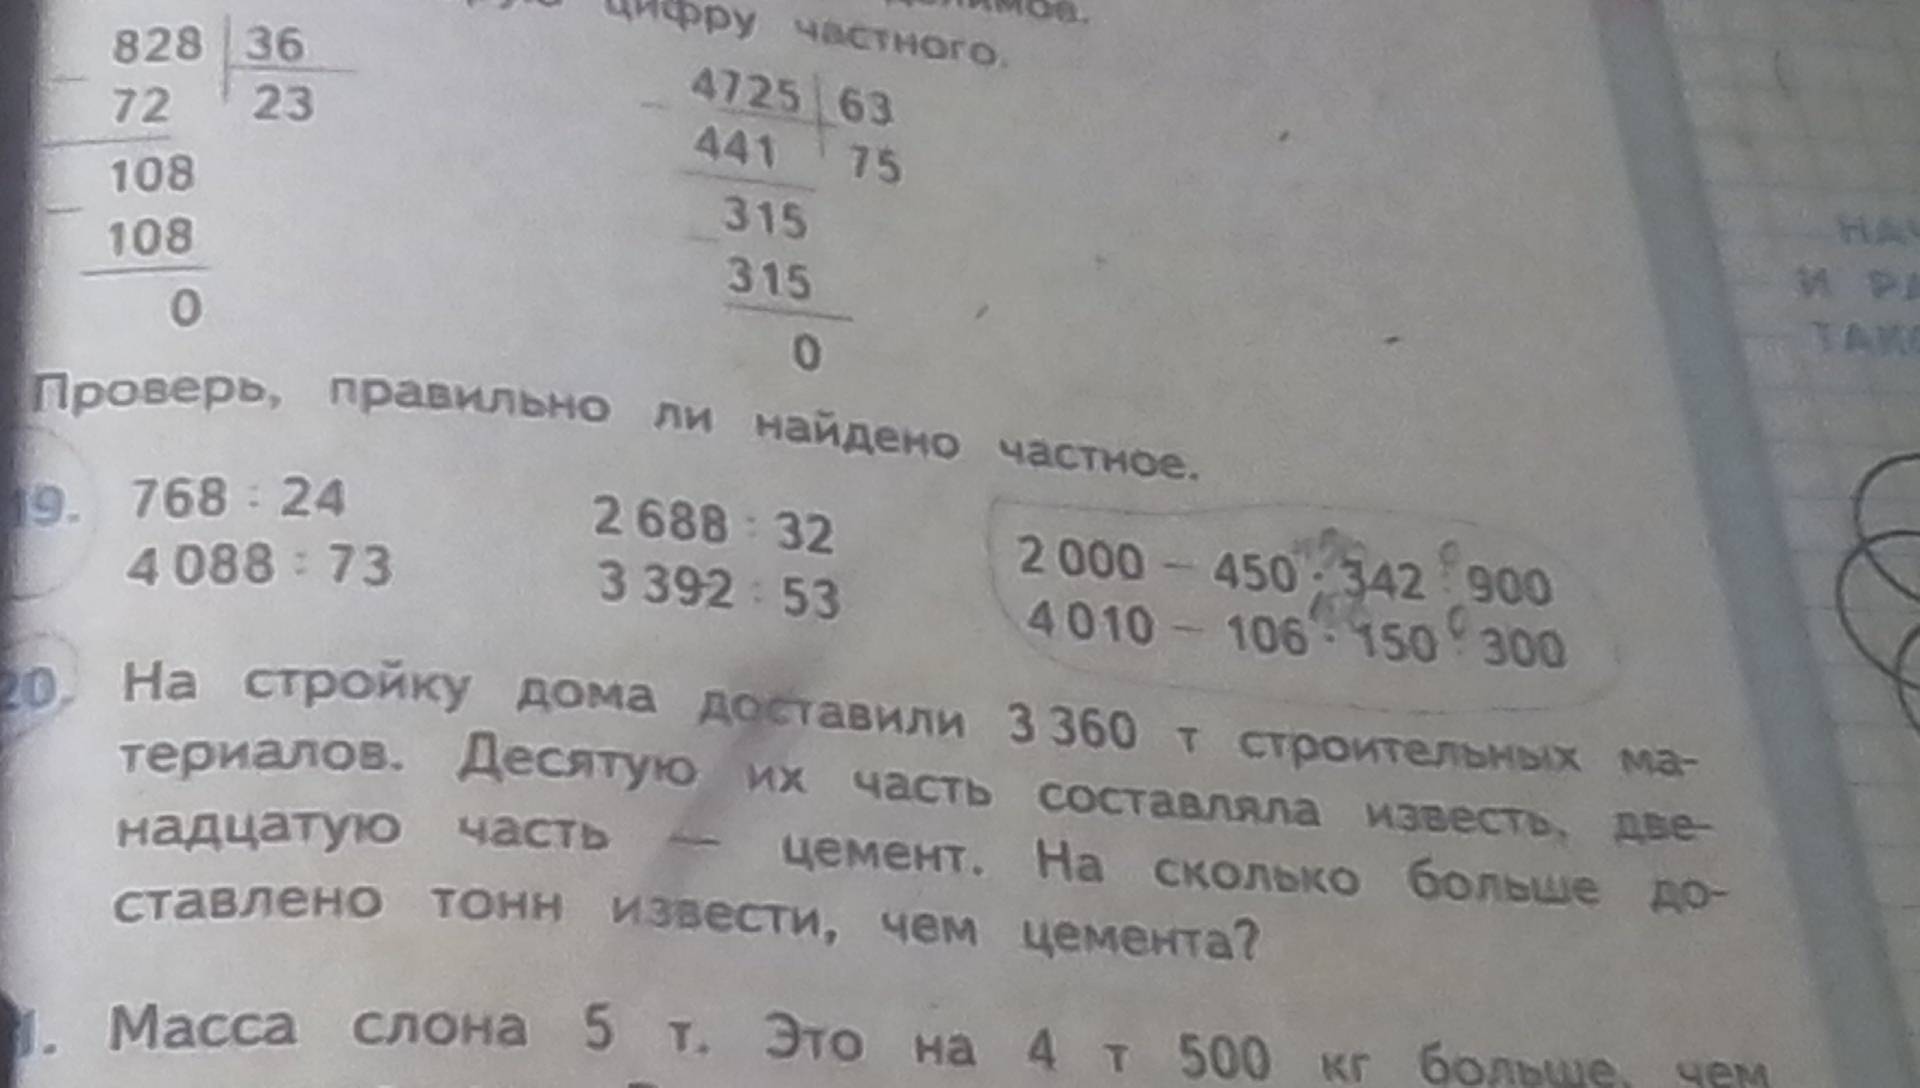 цифру частного.
828 36
72 23
108
108
0
4725 63
441 75
315
315
0
Проверь, правильно ли найдено частное.
19. 768 : 24 2 688 : 32 2 000 − 450 · 342 : 900
4 088 : 73 3 392 : 53 4 010 − 106 · 150 : 300
20. На стройку дома доставили 3 360 т строительных ма-
териалов. Десятую их часть составляла известь, две-
надцатую часть — цемент. На сколько больше до-
ставлено тонн извести, чем цемента?
1. Масса слона 5 т. Это на 4 т 500 кг больше, чем